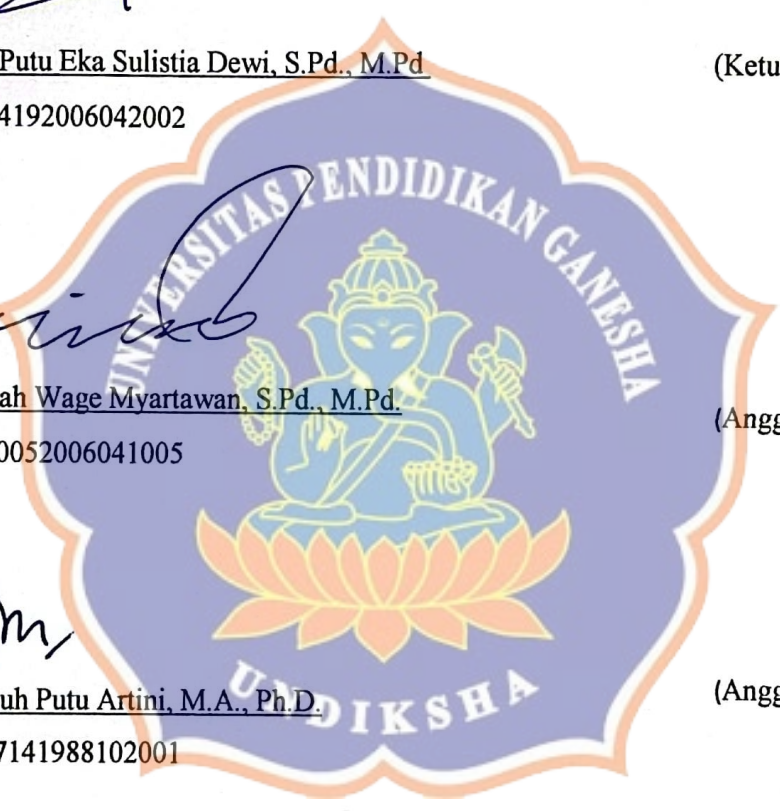 Putu Eka Sulistia Dewi, S.Pd., M.Pd (Ketu
4192006042002
UNIVERSITAS PENDIDIKAN GANESHA
ah Wage Myartawan, S.Pd., M.Pd. (Angg
0052006041005
uh Putu Artini, M.A., Ph.D. (Angg
7141988102001
UNDIKSHA